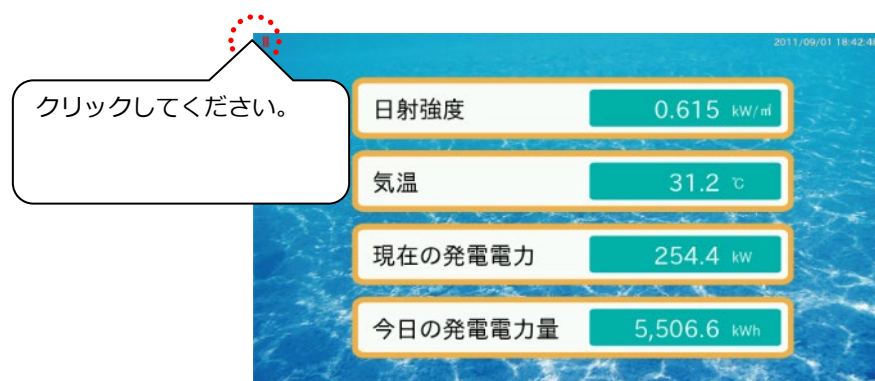 2011/09/01 18:42:48
クリックしてください。
日射強度 0.615 kW/㎡
気温 31.2 ℃
現在の発電電力 254.4 kW
今日の発電電力量 5,506.6 kWh